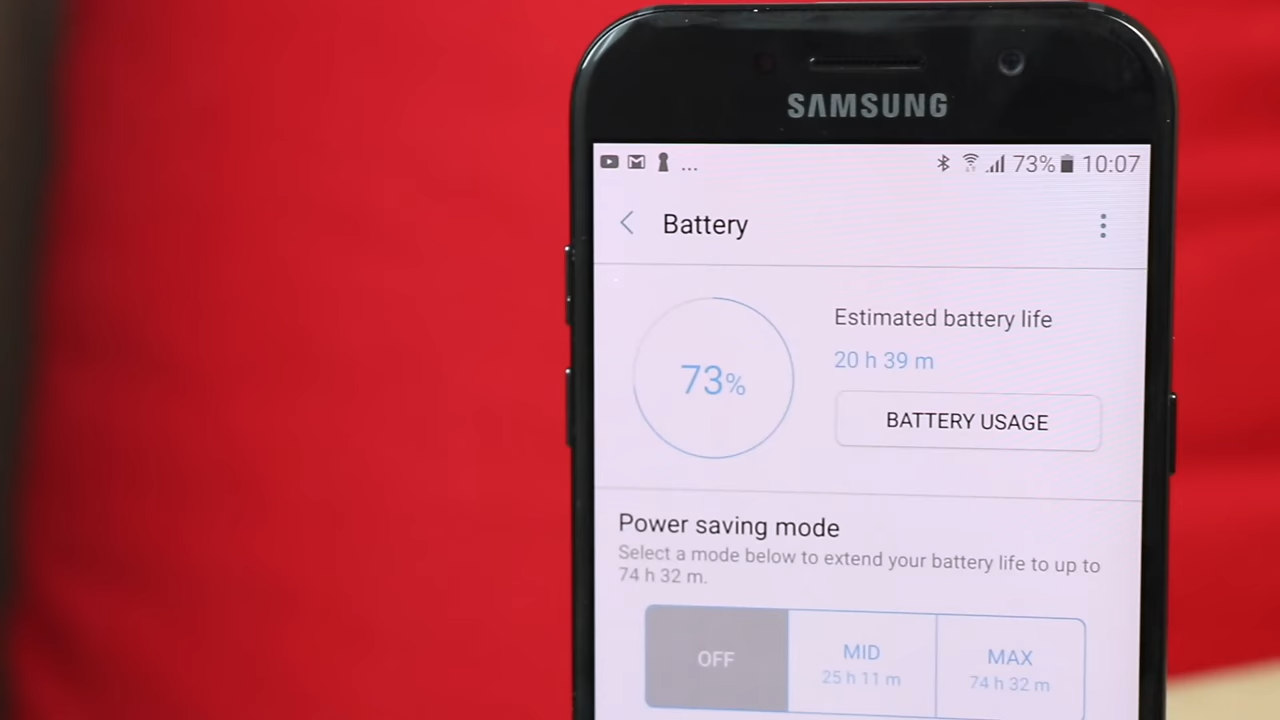 SAMSUNG
... 73% 10:07
Battery
73%
Estimated battery life
20 h 39 m
BATTERY USAGE
Power saving mode
Select a mode below to extend your battery life to up to
74 h 32 m.
OFF
MID
25 h 11 m
MAX
74 h 32 m